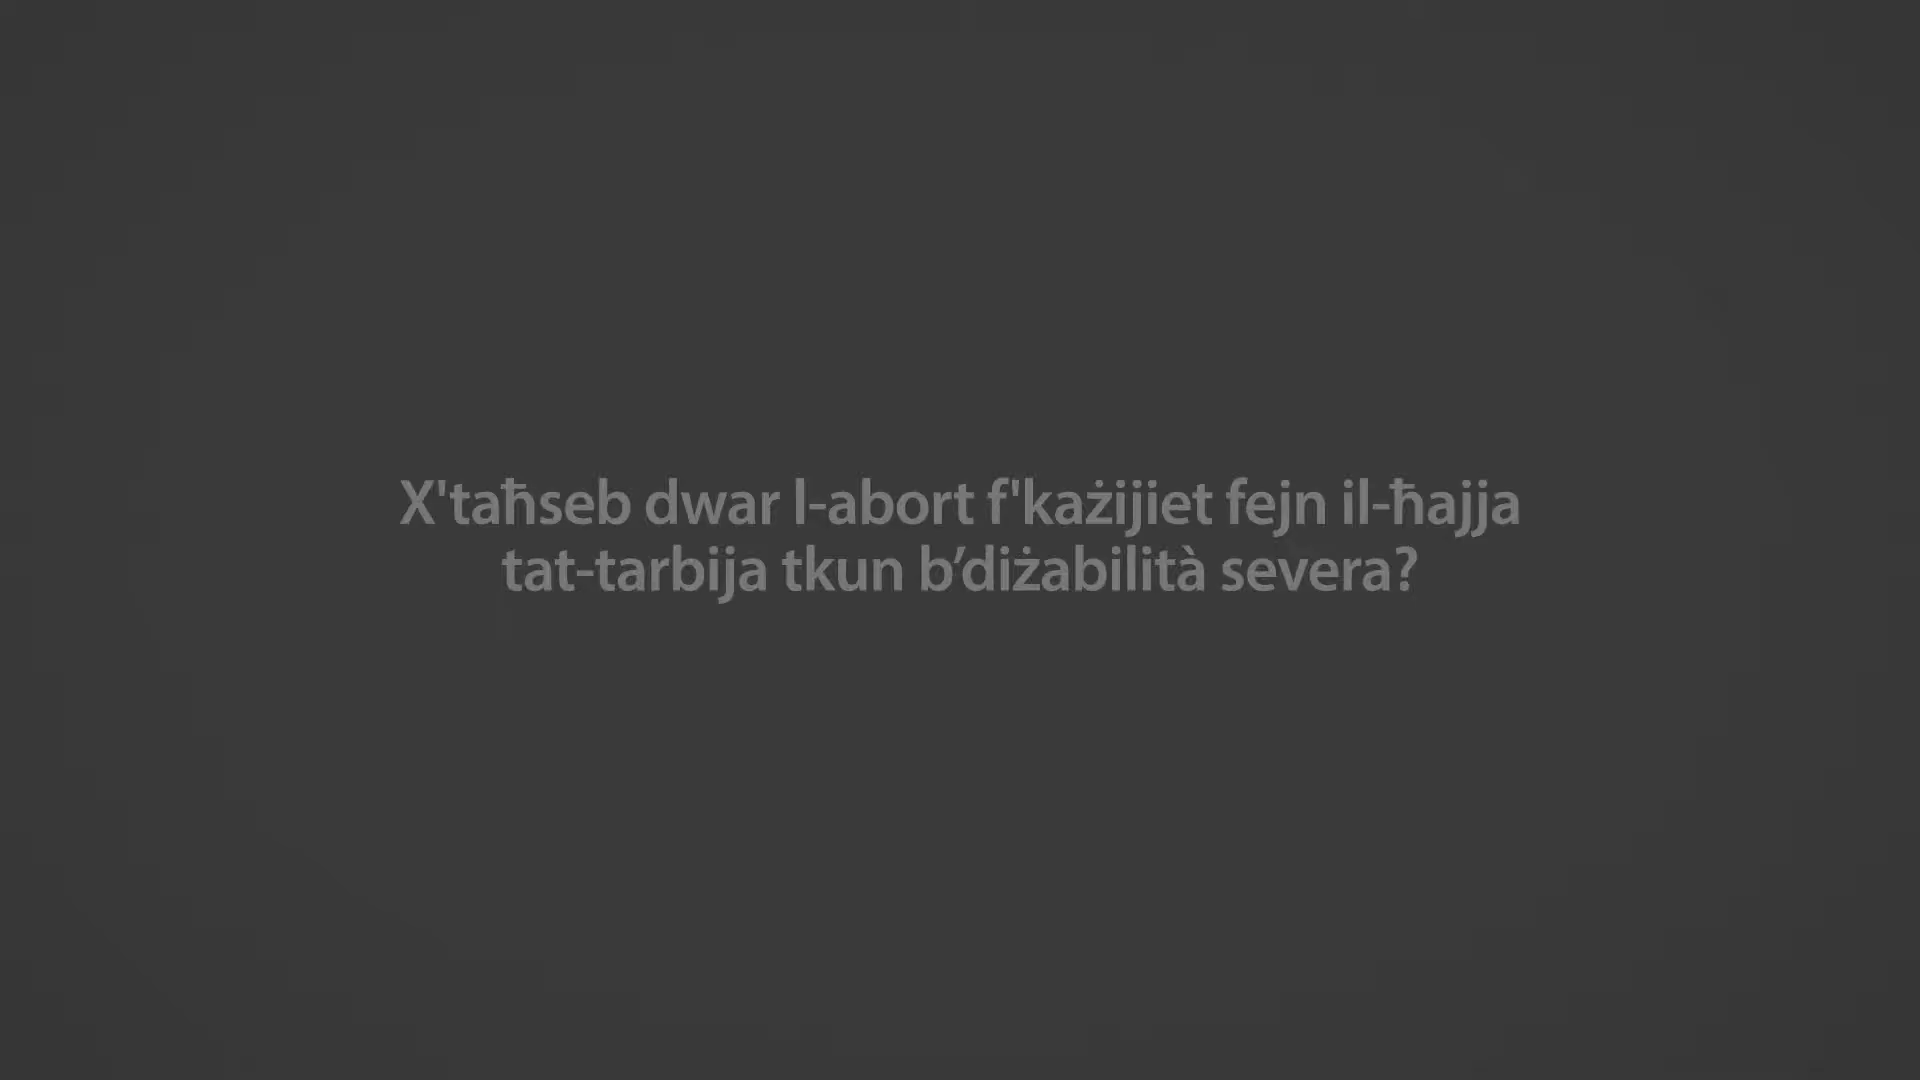 X'taħseb dwar l-abort f'każijiet fejn il-ħajja
tat-tarbija tkun b’diżabilità severa?